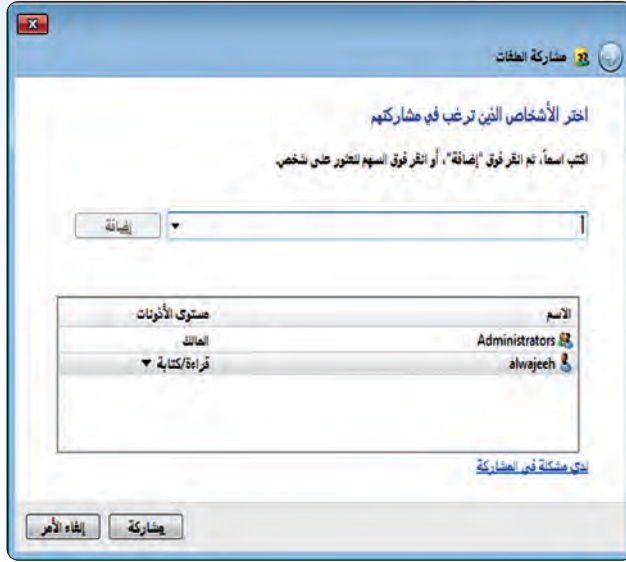 مشاركة الملفات
اختر الأشخاص الذين ترغب في مشاركتهم
اكتب اسماً، ثم انقر فوق "إضافة"، أو انقر فوق السهم للعثور على شخص.
إضافة
الاسم مستوى الأذونات
Administrators المالك
alwajeeh قراءة/كتابة
لدي مشكلة في المشاركة
مشاركة إلغاء الأمر